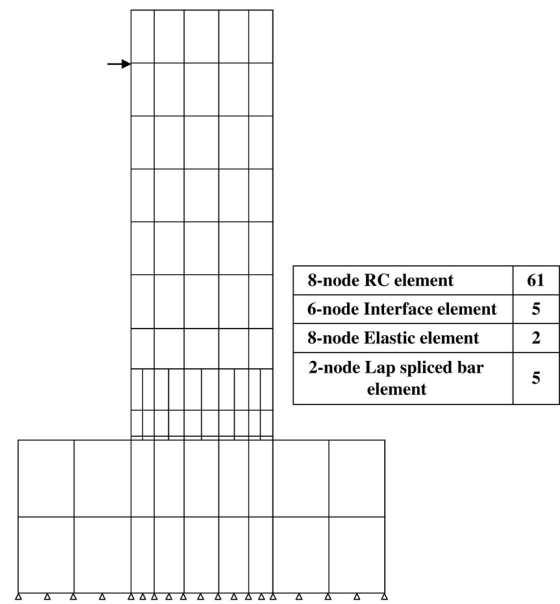 8-node RC element 61
6-node Interface element 5
8-node Elastic element 2
2-node Lap spliced bar
element 5